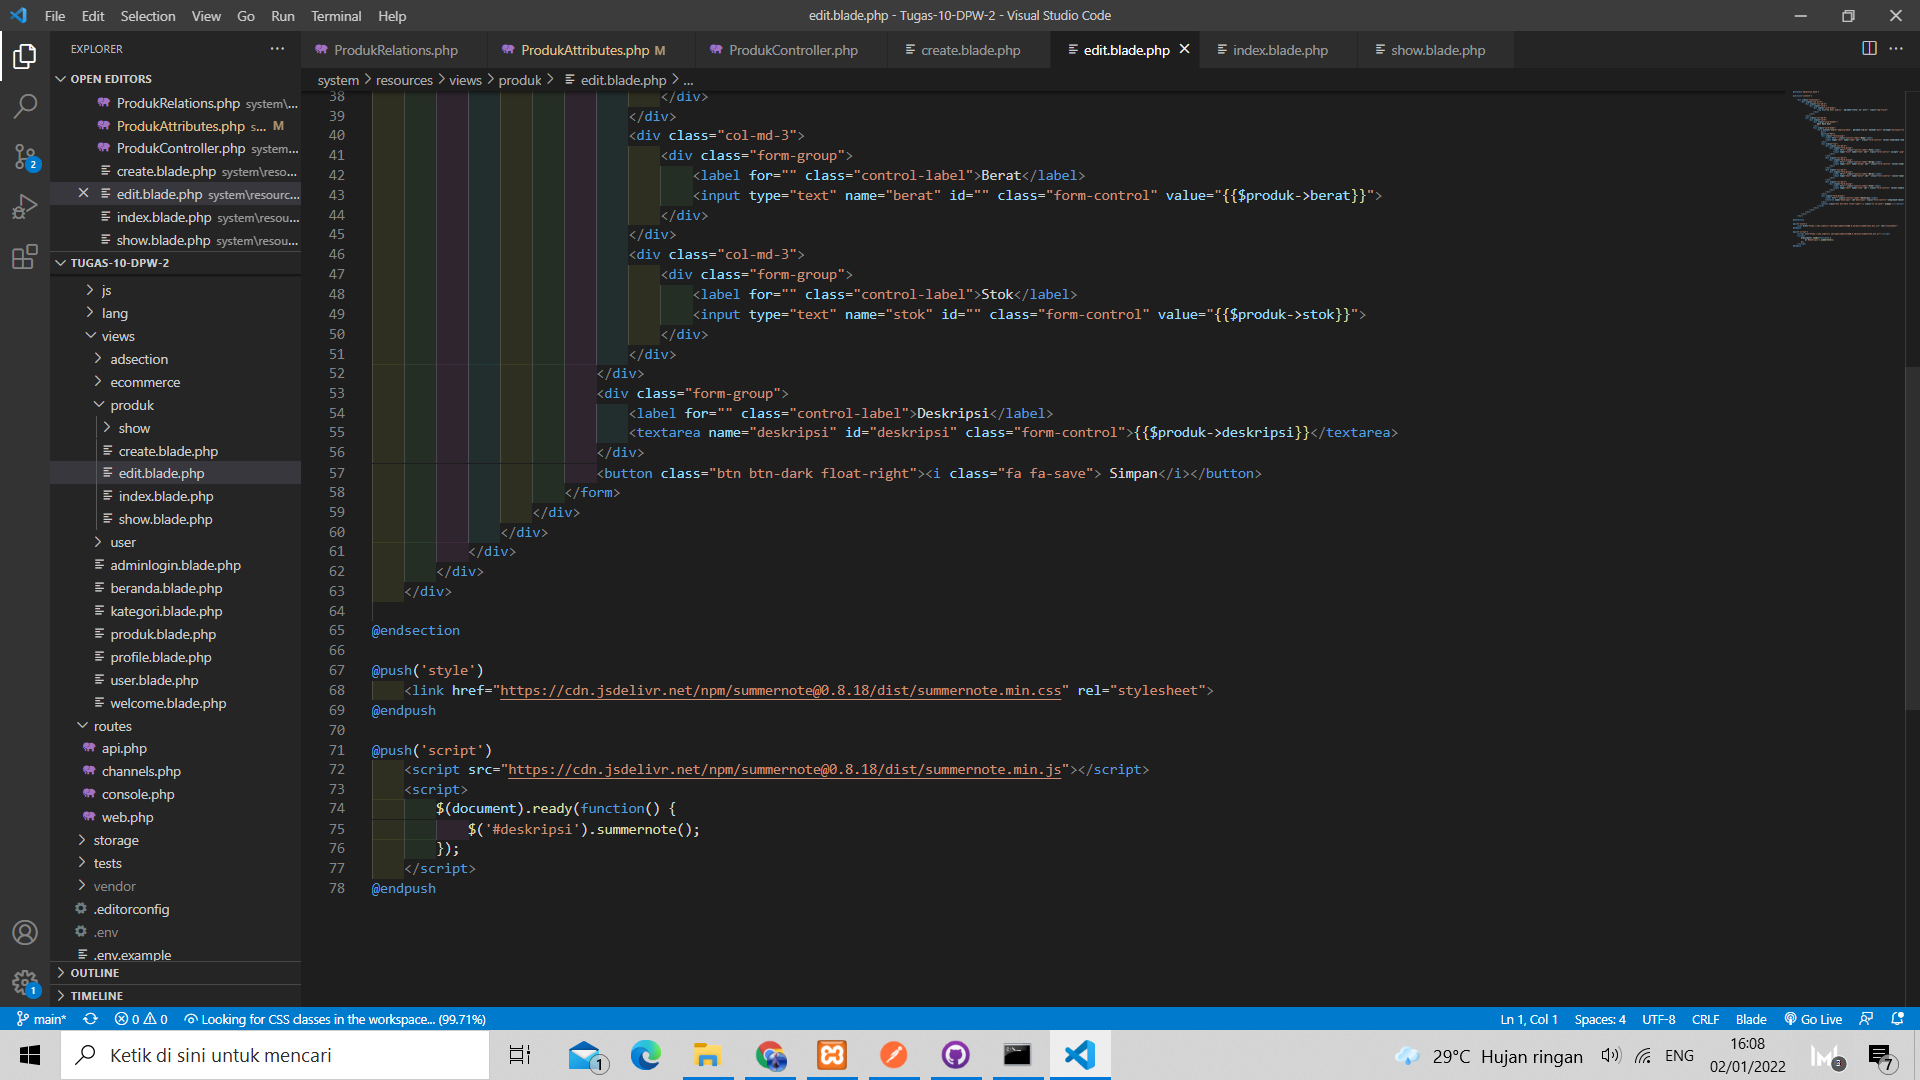 File Edit Selection View Go Run Terminal Help
edit.blade.php - Tugas-10-DPW-2 - Visual Studio Code
EXPLORER
ProdukRelations.php ProdukAttributes.php M ProdukController.php create.blade.php edit.blade.php index.blade.php show.blade.php
OPEN EDITORS
ProdukRelations.php system\...
ProdukAttributes.php s... M
ProdukController.php system...
create.blade.php system\reso...
edit.blade.php system\resourc...
index.blade.php system\resou...
show.blade.php system\resou...
TUGAS-10-DPW-2
js
lang
views
adsection
ecommerce
produk
show
create.blade.php
edit.blade.php
index.blade.php
show.blade.php
user
adminlogin.blade.php
beranda.blade.php
kategori.blade.php
produk.blade.php
profile.blade.php
user.blade.php
welcome.blade.php
routes
api.php
channels.php
console.php
web.php
storage
tests
vendor
.editorconfig
.env
.env.example
OUTLINE
TIMELINE
system > resources > views > produk > edit.blade.php > ...
38 </div>
39 </div>
40 <div class="col-md-3">
41 <div class="form-group">
42 <label for="" class="control-label">Berat</label>
43 <input type="text" name="berat" id="" class="form-control" value="{{$produk->berat}}">
44 </div>
45 </div>
46 <div class="col-md-3">
47 <div class="form-group">
48 <label for="" class="control-label">Stok</label>
49 <input type="text" name="stok" id="" class="form-control" value="{{$produk->stok}}">
50 </div>
51 </div>
52 </div>
53 <div class="form-group">
54 <label for="" class="control-label">Deskripsi</label>
55 <textarea name="deskripsi" id="deskripsi" class="form-control">{{$produk->deskripsi}}</textarea>
56 </div>
57 <button class="btn btn-dark float-right"><i class="fa fa-save"> Simpan</i></button>
58 </form>
59 </div>
60 </div>
61 </div>
62 </div>
63 </div>
64
65 @endsection
66
67 @push('style')
68 <link href="https://cdn.jsdelivr.net/npm/summernote@0.8.18/dist/summernote.min.css" rel="stylesheet">
69 @endpush
70
71 @push('script')
72 <script src="https://cdn.jsdelivr.net/npm/summernote@0.8.18/dist/summernote.min.js"></script>
73 <script>
74 $(document).ready(function() {
75 $('#deskripsi').summernote();
76 });
77 </script>
78 @endpush
2
1
main* 0 0 Looking for CSS classes in the workspace... (99.71%)
Ln 1, Col 1 Spaces: 4 UTF-8 CRLF Blade Go Live
Ketik di sini untuk mencari
1
29°C Hujan ringan ENG
16:08
02/01/2022
3
7